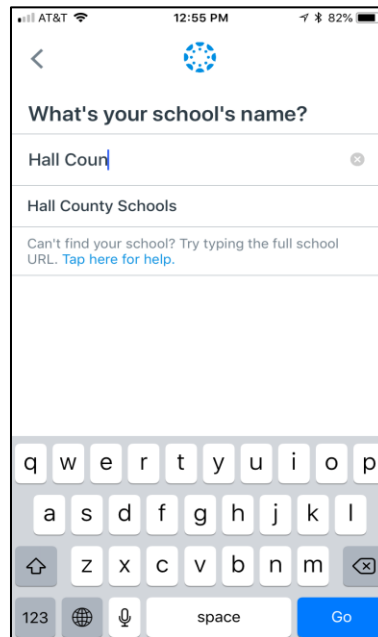 AT&T 12:55 PM 82%
What's your school's name?
Hall Coun
Hall County Schools
Can't find your school? Try typing the full school
URL. Tap here for help.
q w e r t y u i o p
a s d f g h j k l
z x c v b n m
123 space Go